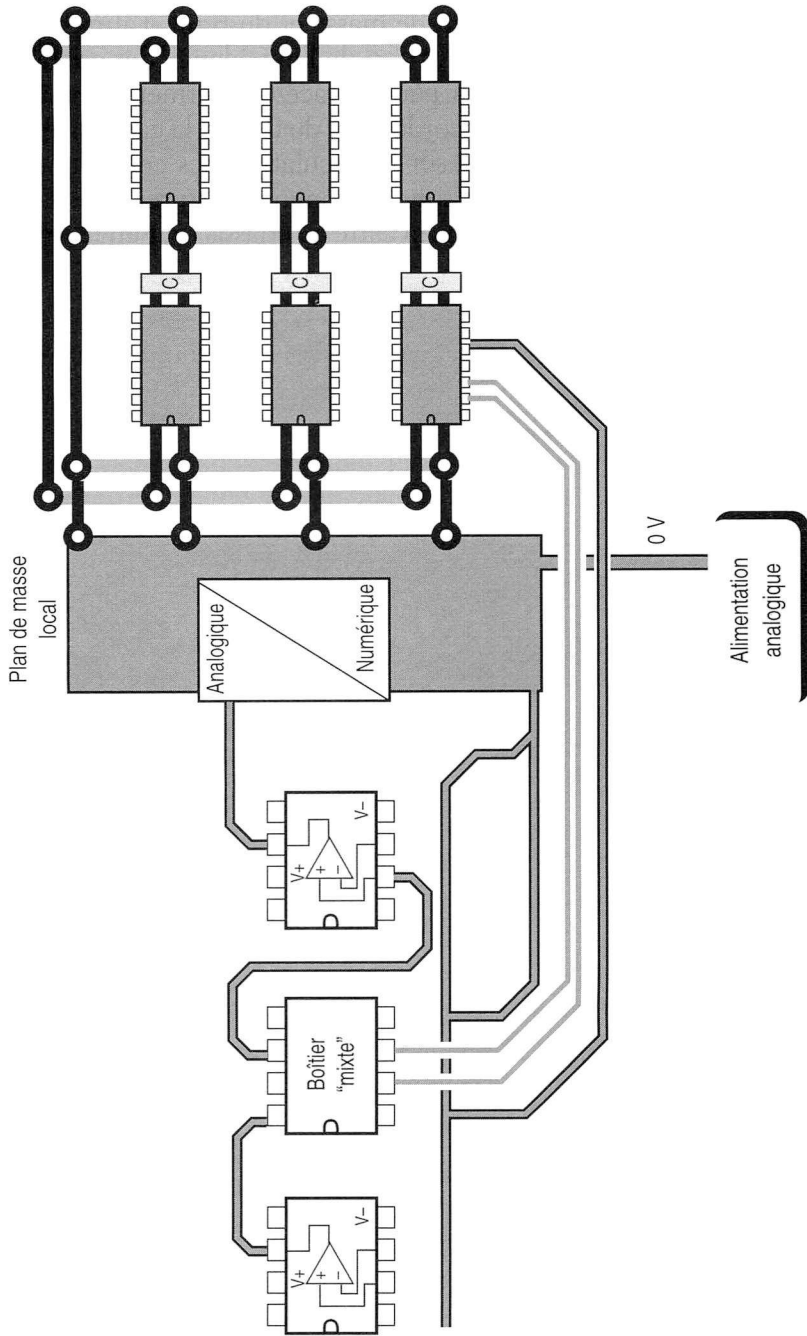 Plan de masse
local
Analogique
Numérique
C
C
C
V+
+
−
V−
Boîtier
“mixte”
V+
+
−
V−
0 V
Alimentation
analogique